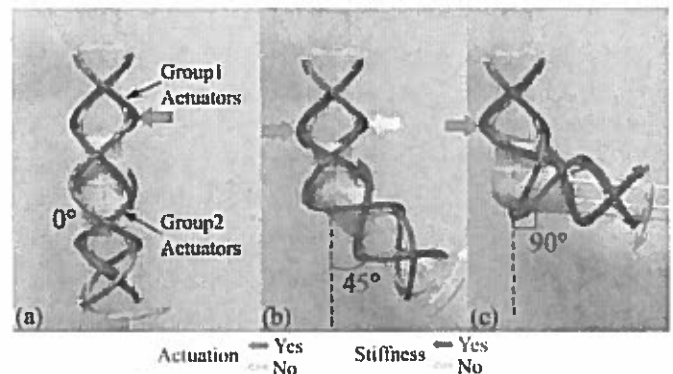 Group1
Actuators
0°
Group2
Actuators
(a)
45°
(b)
90°
(c)
Actuation Yes Stiffness Yes
No No